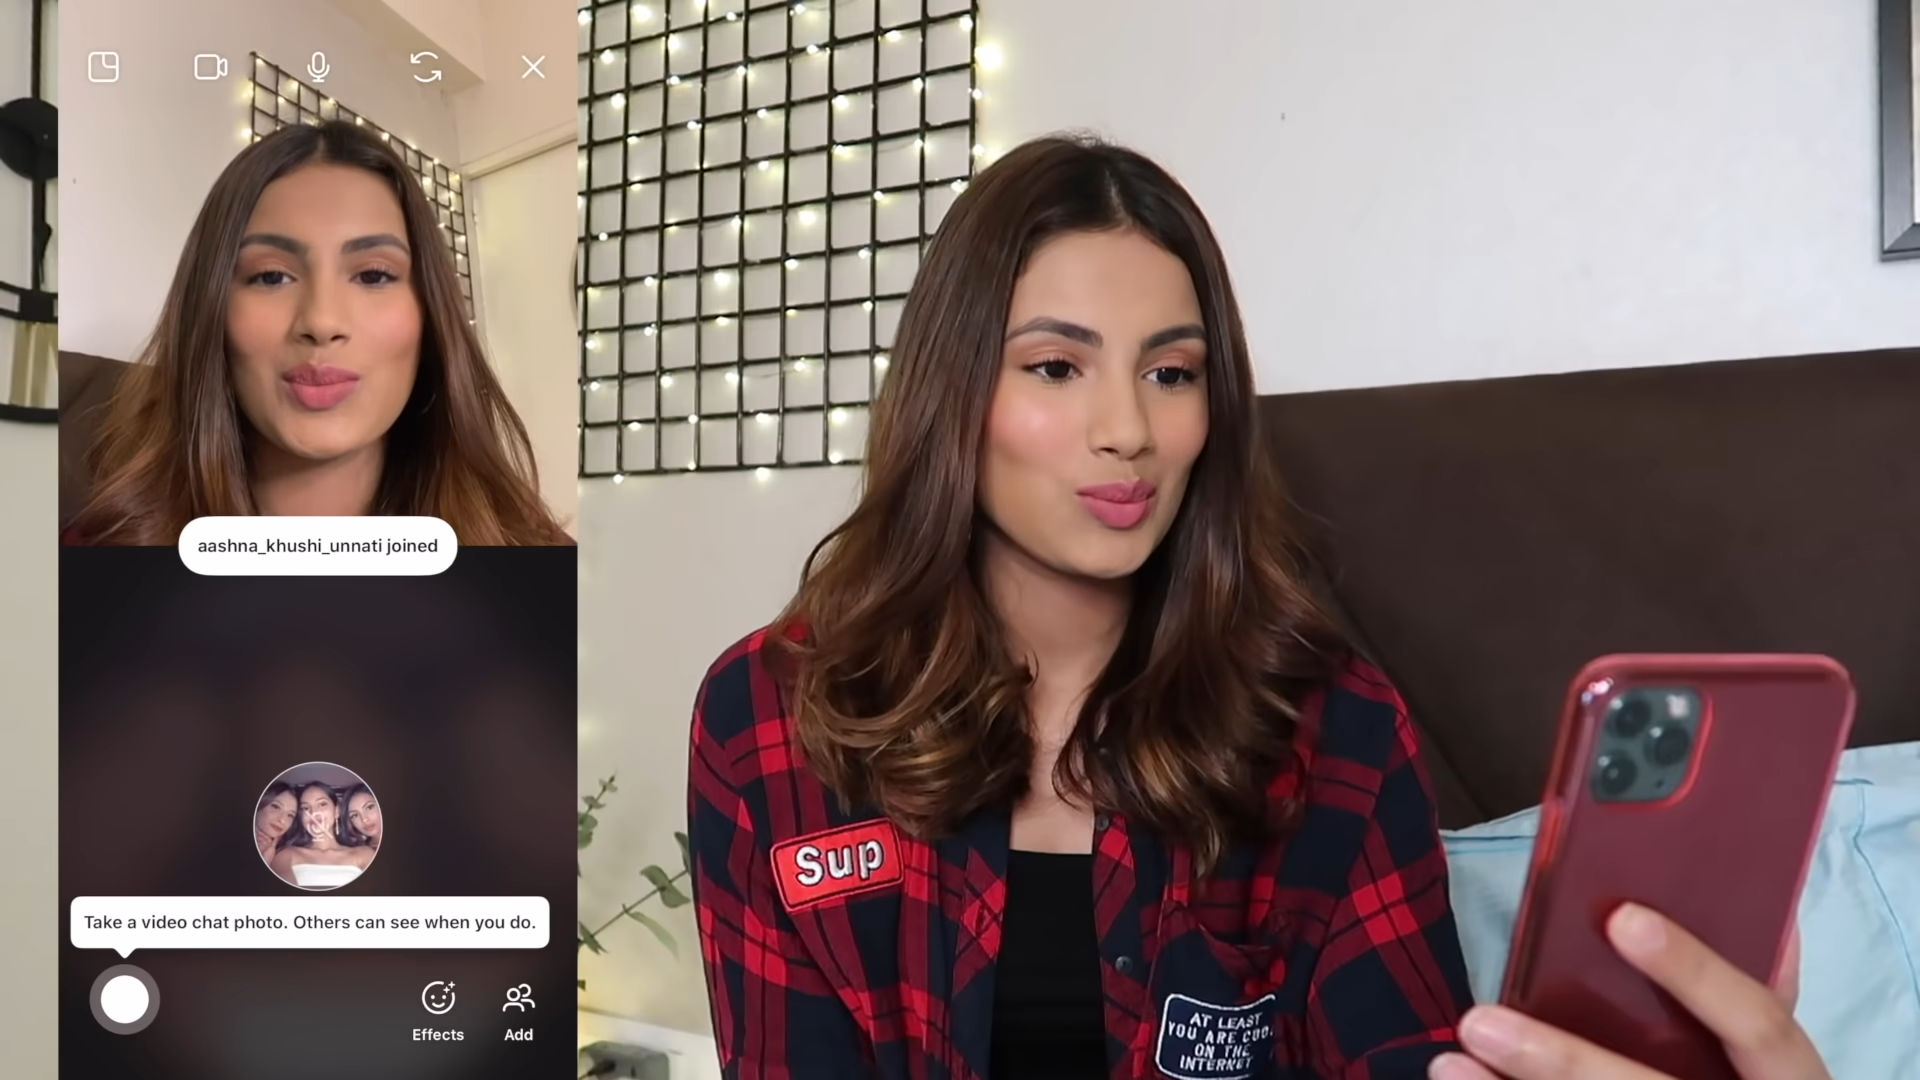 aashna_khushi_unnati joined
Take a video chat photo. Others can see when you do.
Effects
Add
Sup
AT LEAST
YOU ARE COOL
ON THE
INTERNET